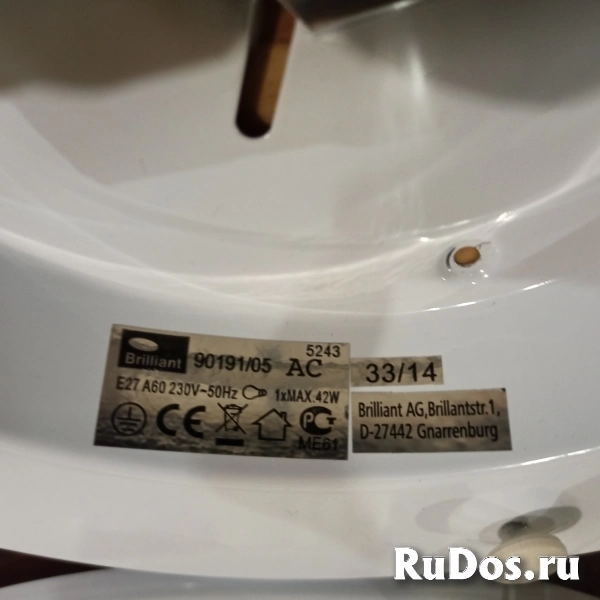 5243
Brilliant 90191/05 AC
E27 A60 230V~50Hz 1xMAX.42W
CE PG
ME61
33/14
Brilliant AG,Brillantstr.1,
D-27442 Gnarrenburg
RuDos.ru